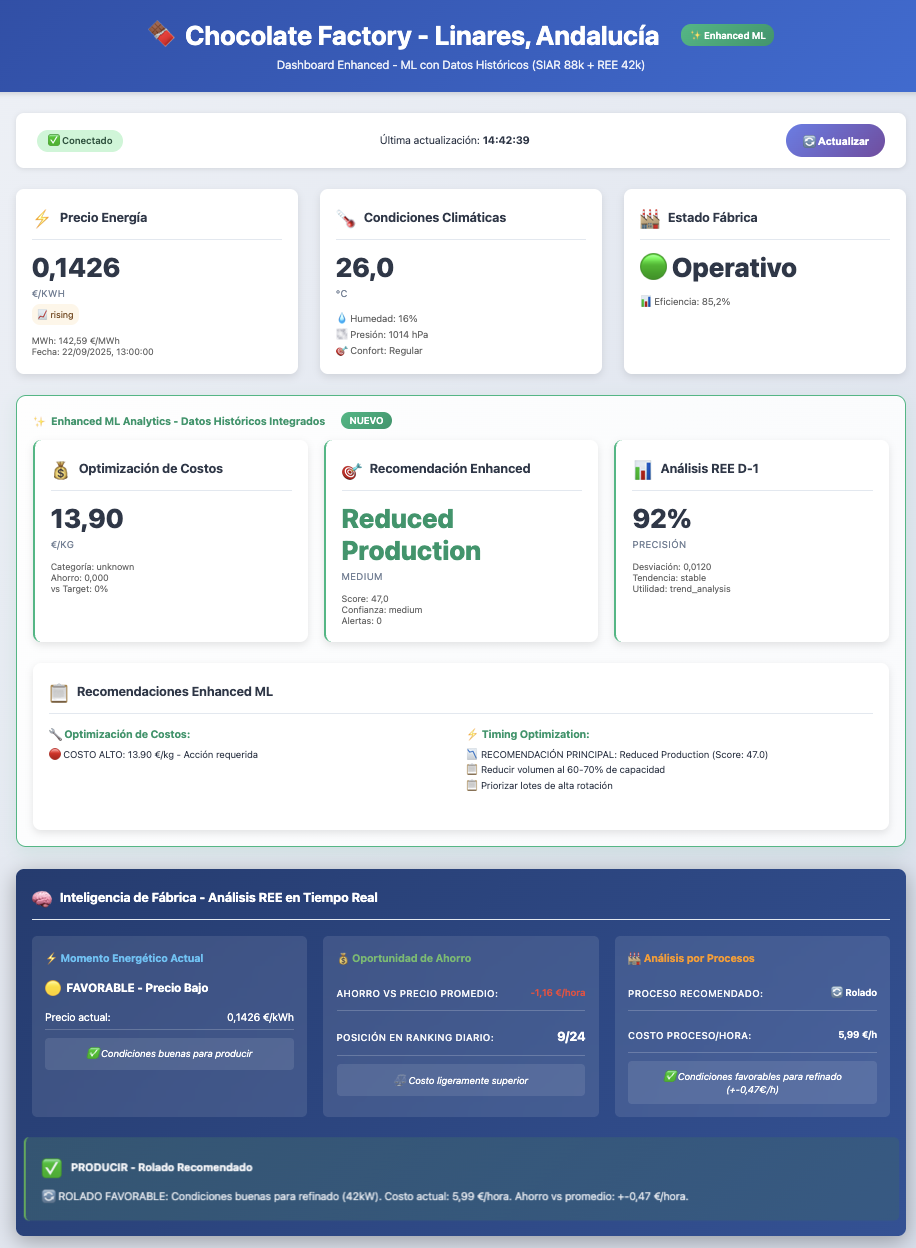 Chocolate Factory - Linares, Andalucía
✨ Enhanced ML
Dashboard Enhanced - ML con Datos Históricos (SIAR 88k + REE 42k)
✅ Conectado
Última actualización: 14:42:39
🔄 Actualizar
⚡ Precio Energía
0,1426
€/KWH
📈 rising
MWh: 142,59 €/MWh
Fecha: 22/09/2025, 13:00:00
🌡️ Condiciones Climáticas
26,0
°C
💧 Humedad: 16%
🌪️ Presión: 1014 hPa
🎯 Confort: Regular
🏭 Estado Fábrica
🟢 Operativo
📊 Eficiencia: 85,2%
✨ Enhanced ML Analytics - Datos Históricos Integrados
NUEVO
💰 Optimización de Costos
13,90
€/KG
Categoría: unknown
Ahorro: 0,000
vs Target: 0%
🎯 Recomendación Enhanced
Reduced
Production
MEDIUM
Score: 47,0
Confianza: medium
Alertas: 0
📊 Análisis REE D-1
92%
PRECISIÓN
Desviación: 0,0120
Tendencia: stable
Utilidad: trend_analysis
📋 Recomendaciones Enhanced ML
🔧 Optimización de Costos:
🔴 COSTO ALTO: 13.90 €/kg - Acción requerida
⚡ Timing Optimization:
📉 RECOMENDACIÓN PRINCIPAL: Reduced Production (Score: 47.0)
📋 Reducir volumen al 60-70% de capacidad
📋 Priorizar lotes de alta rotación
🧠 Inteligencia de Fábrica - Análisis REE en Tiempo Real
⚡ Momento Energético Actual
🟡 FAVORABLE - Precio Bajo
Precio actual: 0,1426 €/kWh
✅ Condiciones buenas para producir
💰 Oportunidad de Ahorro
AHORRO VS PRECIO PROMEDIO: -1,16 €/hora
POSICIÓN EN RANKING DIARIO: 9/24
Costo ligeramente superior
🏭 Análisis por Procesos
PROCESO RECOMENDADO: 🔄 Rolado
COSTO PROCESO/HORA: 5,99 €/h
✅ Condiciones favorables para refinado
(+-0,47€/h)
✅ PRODUCIR - Rolado Recomendado
🔄 ROLADO FAVORABLE: Condiciones buenas para refinado (42kW). Costo actual: 5,99 €/hora. Ahorro vs promedio: +-0,47 €/hora.